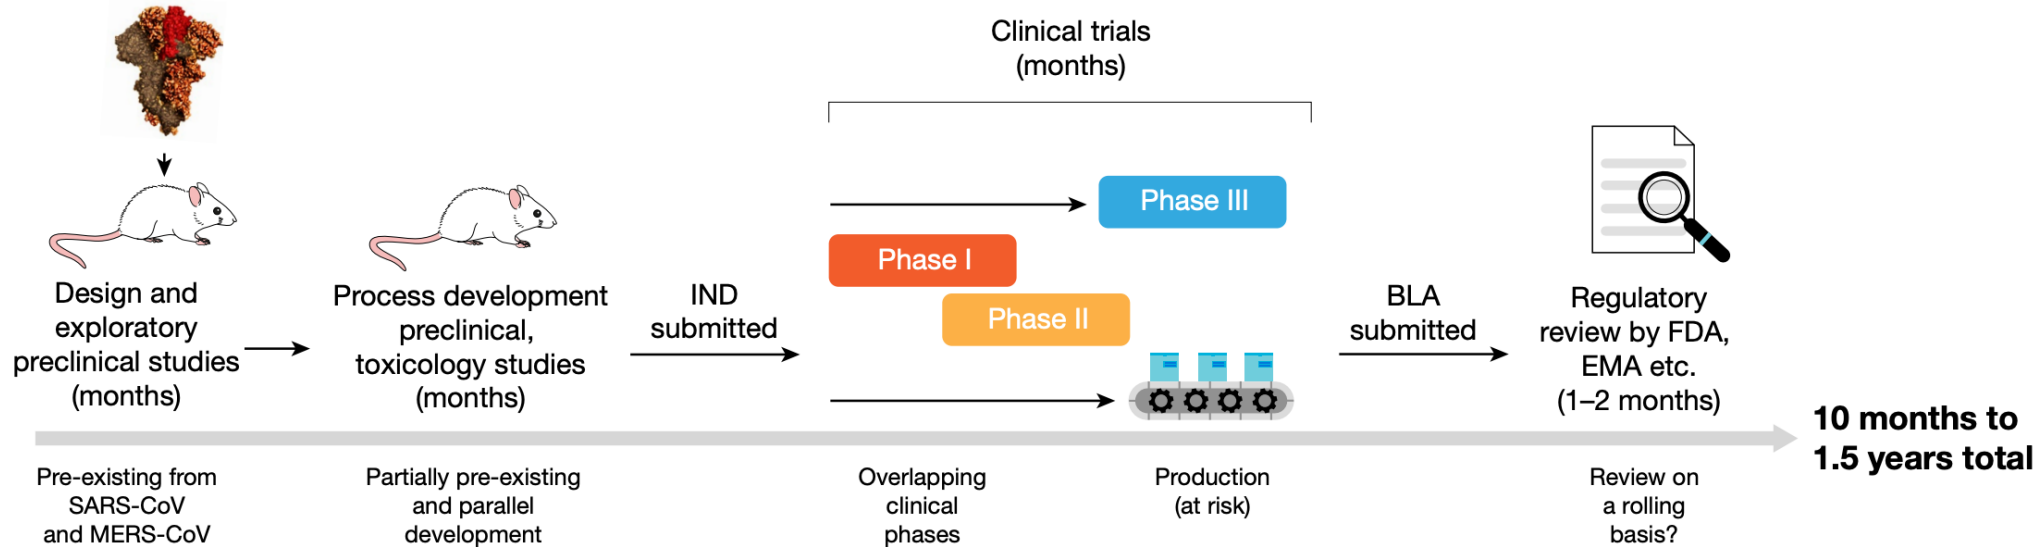 Clinical trials
(months)
Phase III
Phase I
Phase II
Design and
exploratory
preclinical studies
(months)
Process development
preclinical,
toxicology studies
(months)
IND
submitted
BLA
submitted
Regulatory
review by FDA,
EMA etc.
(1–2 months)
10 months to
1.5 years total
Pre-existing from
SARS-CoV
and MERS-CoV
Partially pre-existing
and parallel
development
Overlapping
clinical
phases
Production
(at risk)
Review on
a rolling
basis?